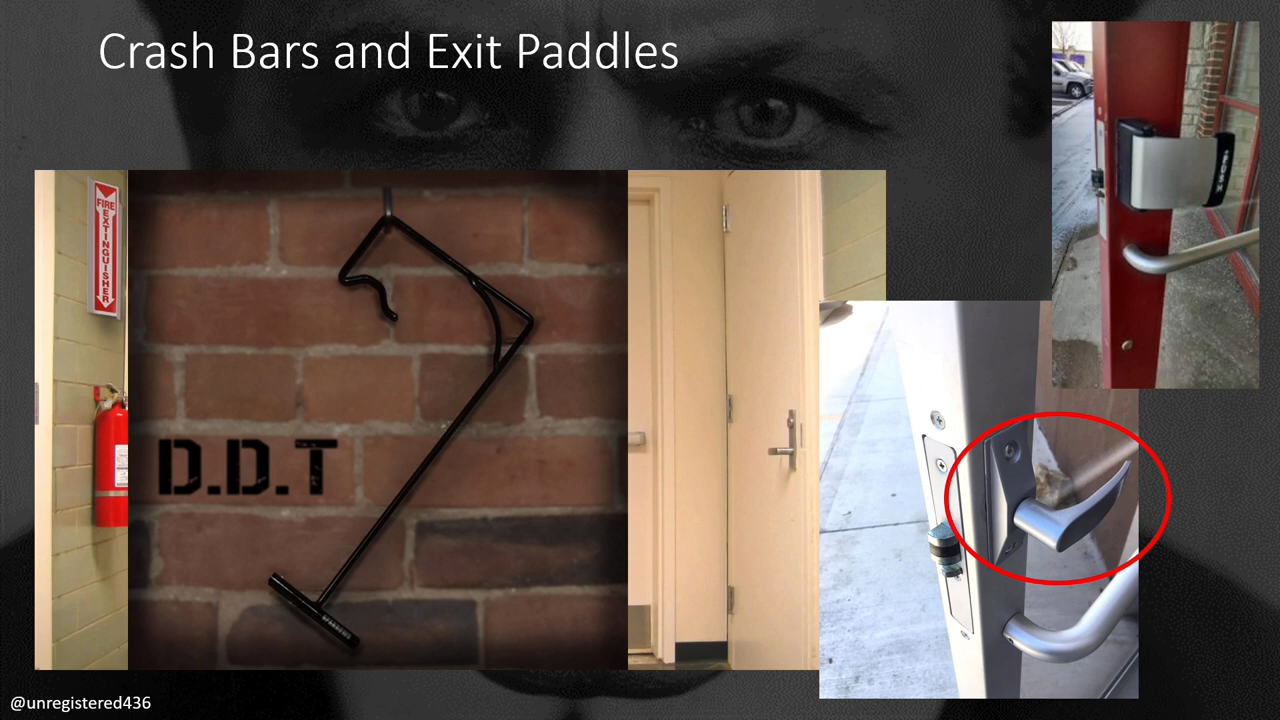 Crash Bars and Exit Paddles
FIRE
EXTINGUISHER
PUSH
D.D.T
@unregistered436